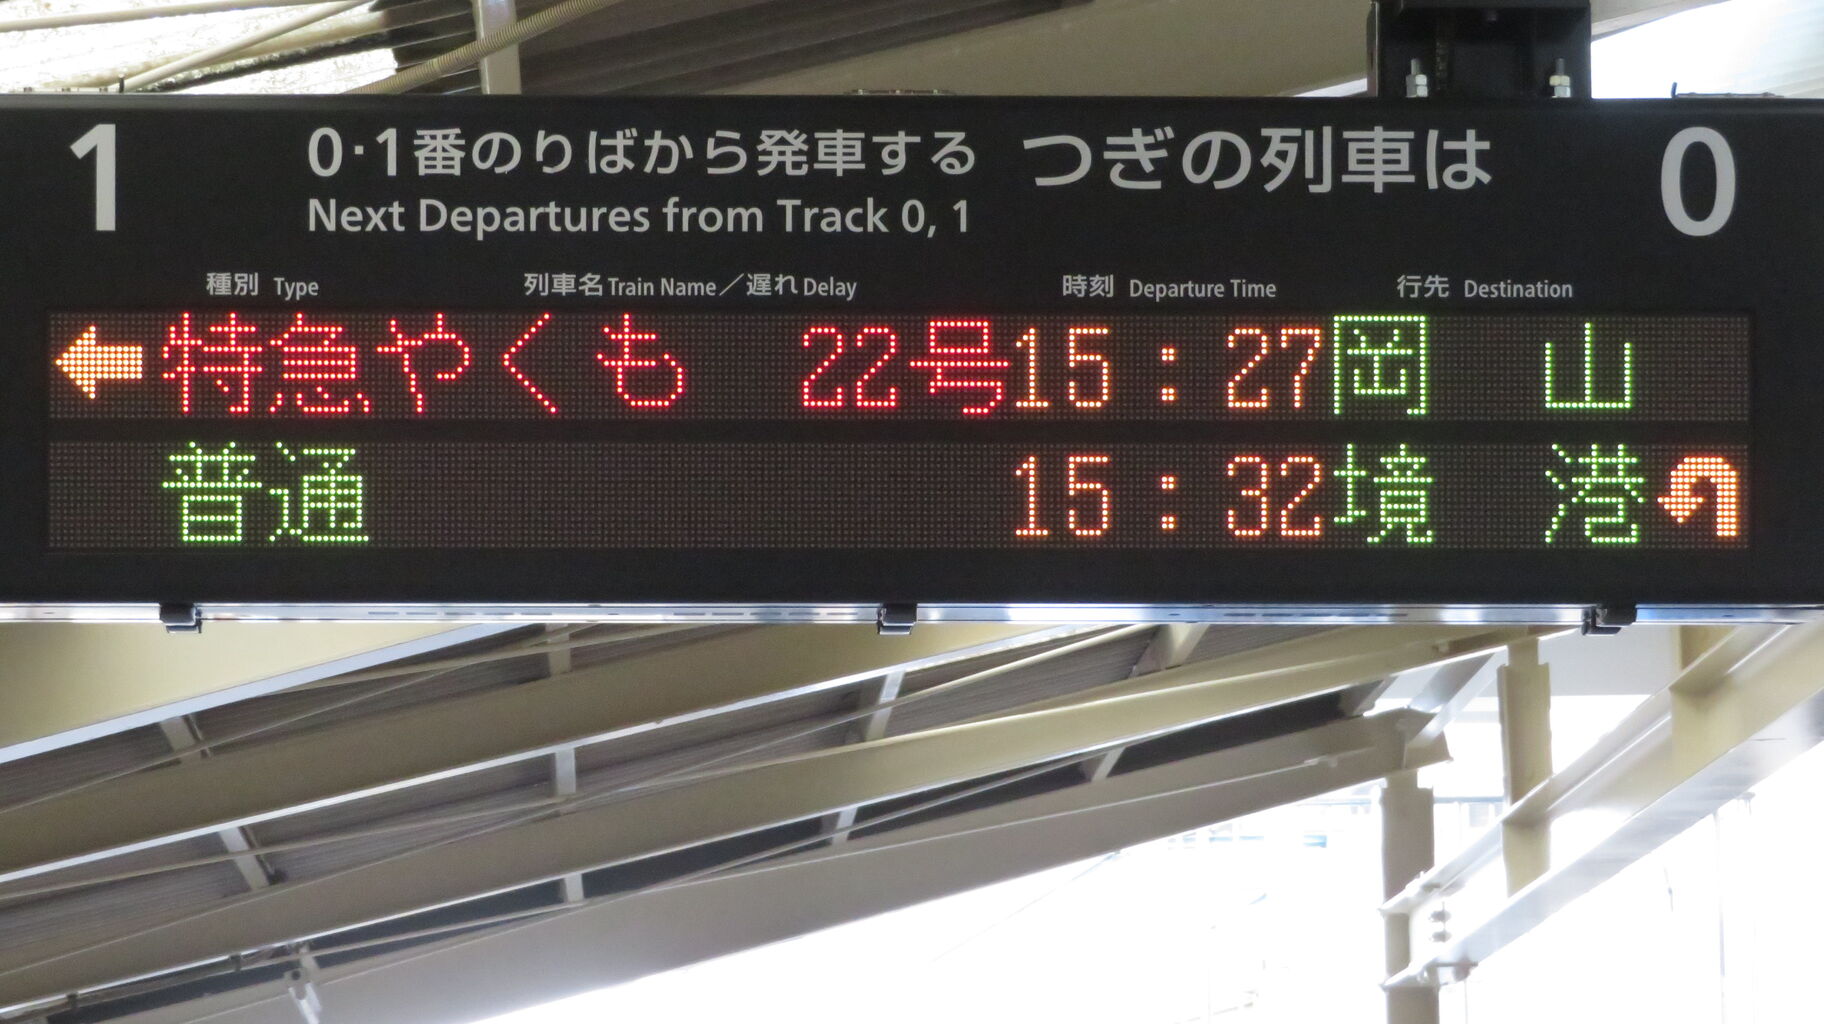 1 0·1番のりばから発車する つぎの列車は 0
Next Departures from Track 0, 1
種別 Type 列車名 Train Name／遅れ Delay 時刻 Departure Time 行先 Destination
←特急やくも 22号 15:27 岡 山
普通 15:32 境 港